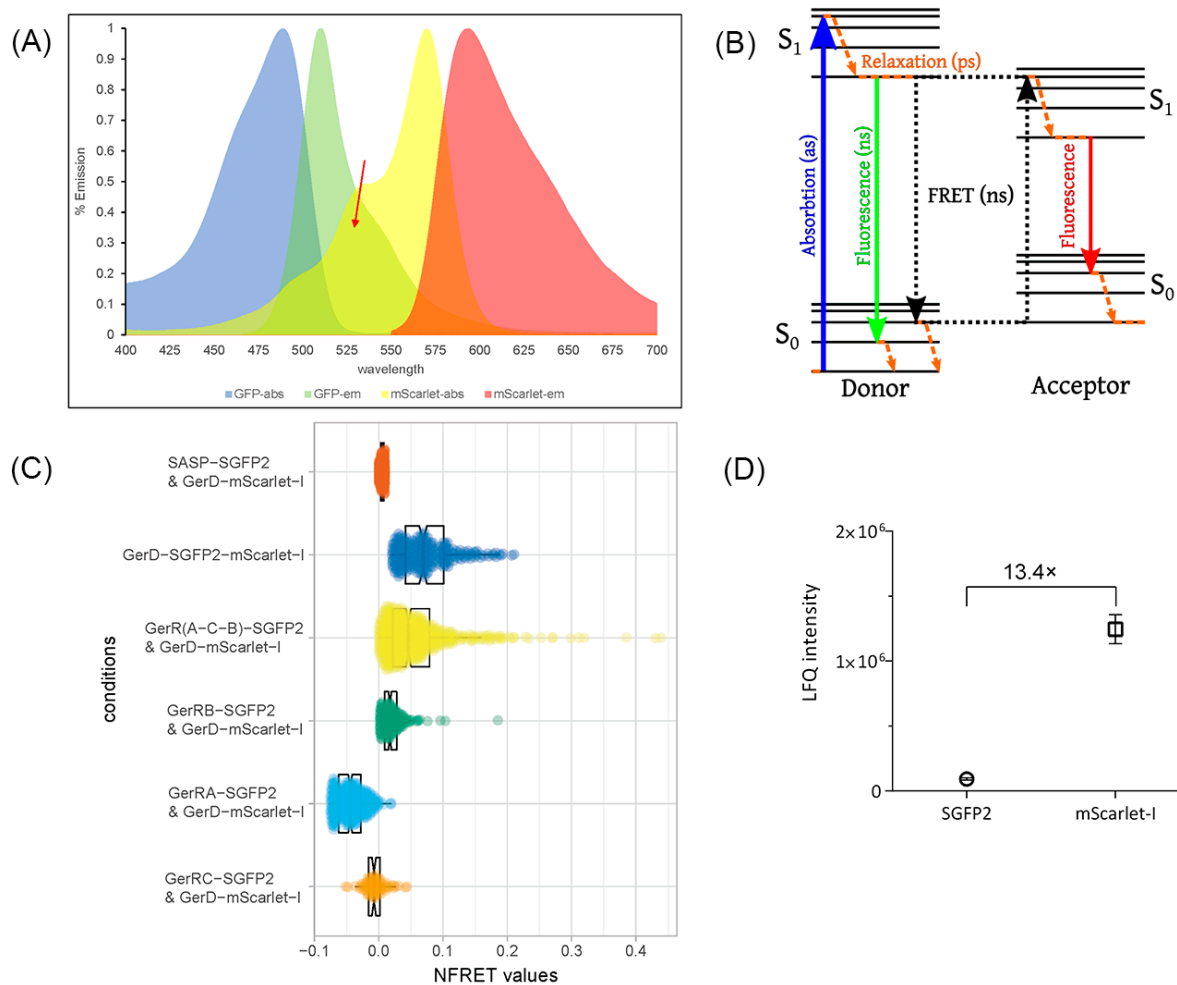 (A)
1
0.9
0.8
0.7
0.6
0.5
0.4
0.3
0.2
0.1
0
% Emission
400 425 450 475 500 525 550 575 600 625 650 675 700
wavelength
GFP-abs GFP-em mScarlet-abs mScarlet-em
(B)
S1
Relaxation (ps)
S1
Absorbtion (as)
Fluorescence (ns)
FRET (ns)
Fluorescence
S0
S0
Donor
Acceptor
(C)
conditions
SASP−SGFP2
& GerD−mScarlet−I
GerD−SGFP2−mScarlet−I
GerR(A−C−B)−SGFP2
& GerD−mScarlet−I
GerRB−SGFP2
& GerD−mScarlet−I
GerRA−SGFP2
& GerD−mScarlet−I
GerRC−SGFP2
& GerD−mScarlet−I
−0.1 0.0 0.1 0.2 0.3 0.4
NFRET values
(D)
LFQ intensity
2×10⁶
1×10⁶
0
13.4×
SGFP2 mScarlet-I